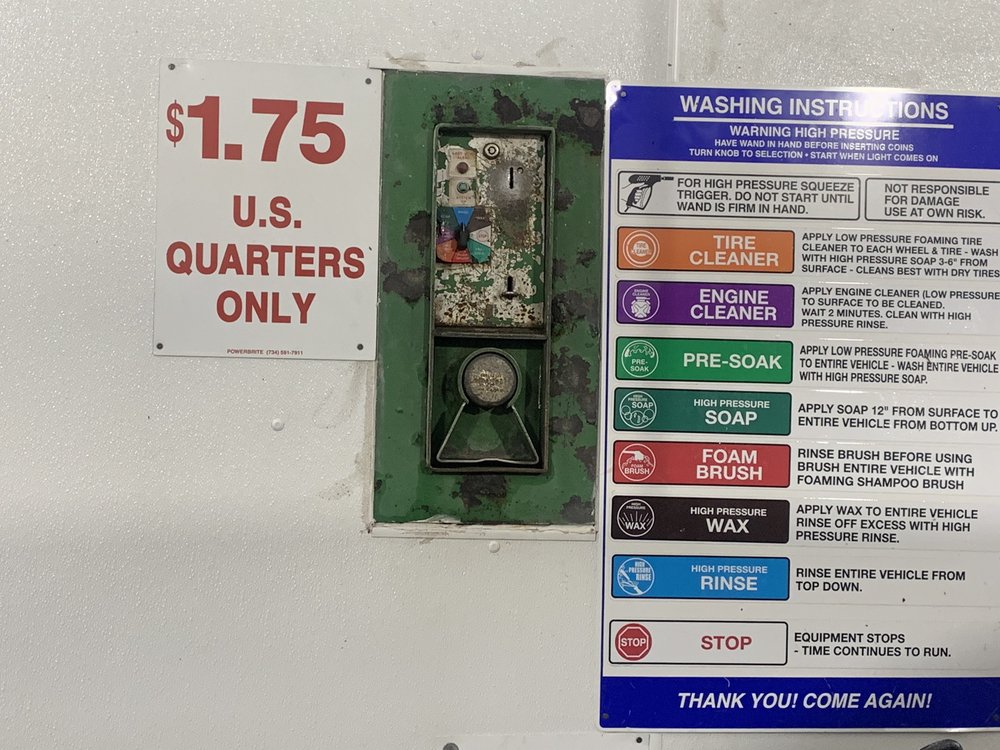 $1.75
U.S.
QUARTERS
ONLY
POWERBRITE (734) 591-7911
WASHING INSTRUCTIONS
WARNING HIGH PRESSURE
HAVE WAND IN HAND BEFORE INSERTING COINS
TURN KNOB TO SELECTION • START WHEN LIGHT COMES ON
FOR HIGH PRESSURE SQUEEZE
TRIGGER. DO NOT START UNTIL
WAND IS FIRM IN HAND.
NOT RESPONSIBLE
FOR DAMAGE
USE AT OWN RISK.
TIRE
CLEANER
APPLY LOW PRESSURE FOAMING TIRE
CLEANER TO EACH WHEEL & TIRE - WASH
WITH HIGH PRESSURE SOAP 3-6" FROM
SURFACE - CLEANS BEST WITH DRY TIRES
ENGINE CLEANER
ENGINE
CLEANER
APPLY ENGINE CLEANER (LOW PRESSURE
TO SURFACE TO BE CLEANED,
WAIT 2 MINUTES. CLEAN WITH HIGH
PRESSURE RINSE.
PRE-
SOAK
PRE-SOAK
APPLY LOW PRESSURE FOAMING PRE-SOAK
TO ENTIRE VEHICLE - WASH ENTIRE VEHICLE
WITH HIGH PRESSURE SOAP.
HIGH PRESSURE
SOAP
HIGH PRESSURE
SOAP
APPLY SOAP 12" FROM SURFACE TO
ENTIRE VEHICLE FROM BOTTOM UP.
FOAM
BRUSH
FOAM
BRUSH
RINSE BRUSH BEFORE USING
BRUSH ENTIRE VEHICLE WITH
FOAMING SHAMPOO BRUSH
HIGH PRESSURE
WAX
HIGH PRESSURE
WAX
APPLY WAX TO ENTIRE VEHICLE
RINSE OFF EXCESS WITH HIGH
PRESSURE RINSE.
HIGH
PRESSURE
RINSE
HIGH PRESSURE
RINSE
RINSE ENTIRE VEHICLE FROM
TOP DOWN.
STOP
STOP
EQUIPMENT STOPS
- TIME CONTINUES TO RUN.
THANK YOU! COME AGAIN!